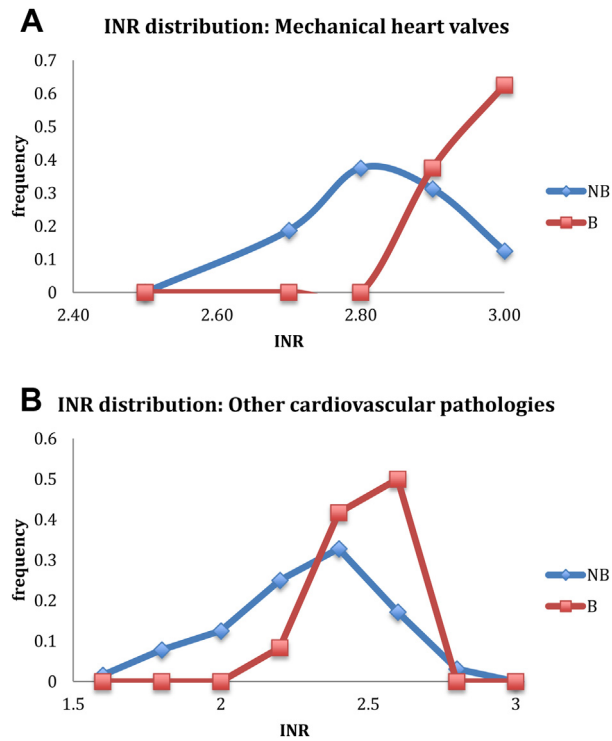 A
INR distribution: Mechanical heart valves
0.7
0.6
0.5
0.4
0.3
0.2
0.1
0
frequency
2.40
2.60
2.80
3.00
INR
NB
B
B
INR distribution: Other cardiovascular pathologies
0.6
0.5
0.4
0.3
0.2
0.1
0
frequency
1.5
2
2.5
3
INR
NB
B